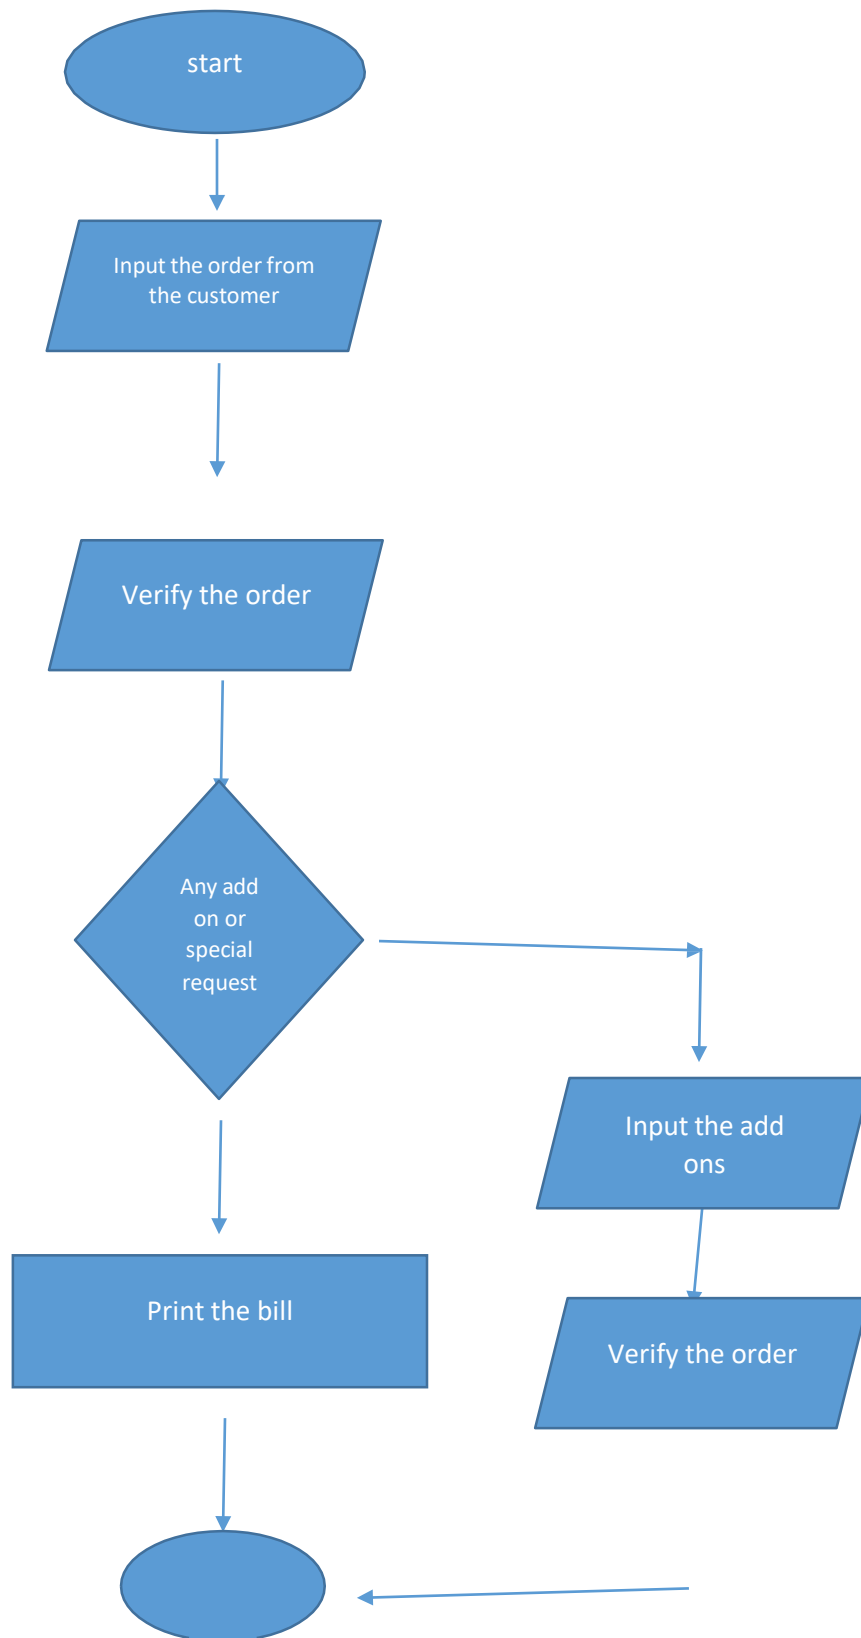 start
Input the order from
the customer
Verify the order
Any add
on or
special
request
Input the add
ons
Print the bill
Verify the order